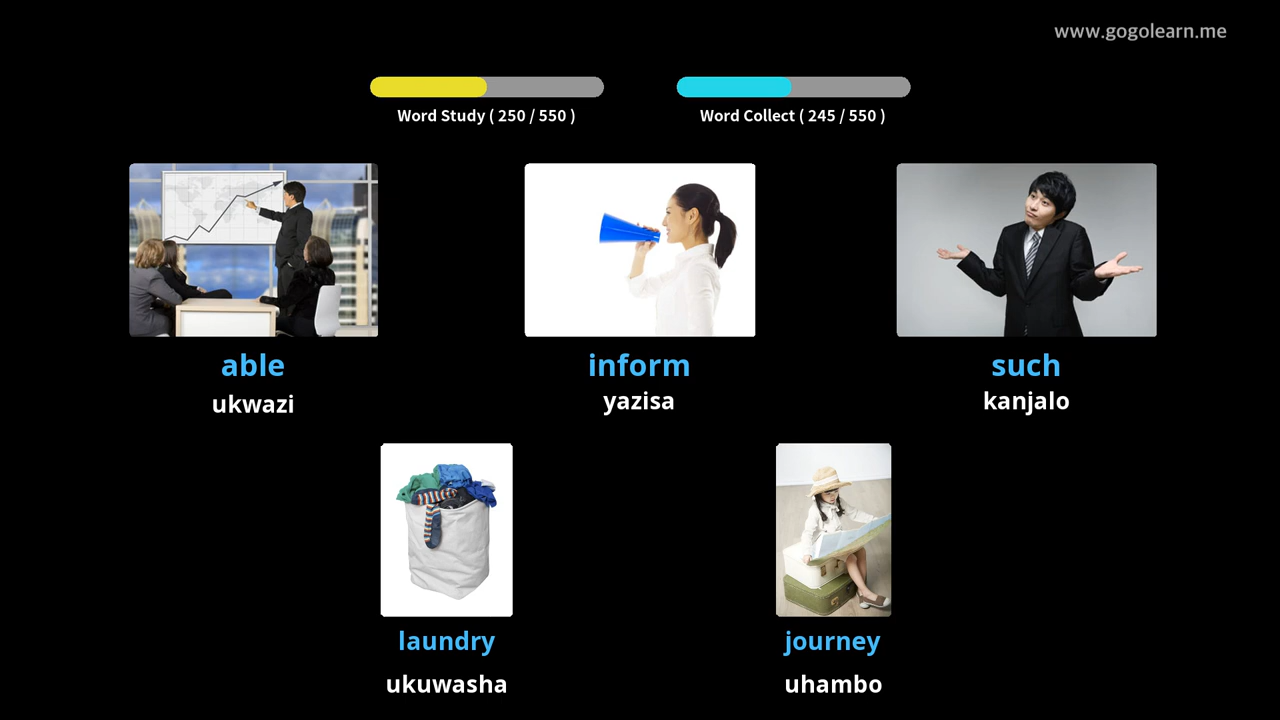 www.gogolearn.me
Word Study ( 250 / 550 )
Word Collect ( 245 / 550 )
able
inform
such
ukwazi
yazisa
kanjalo
laundry
journey
ukuwasha
uhambo